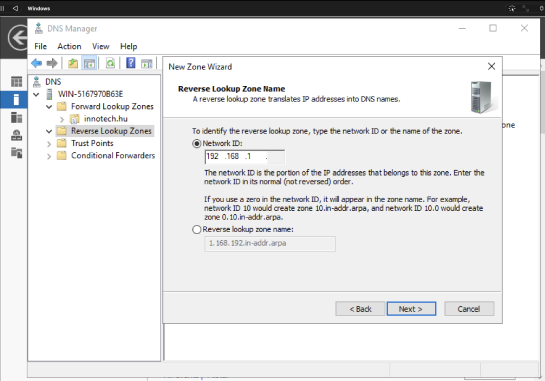 Windows
DNS Manager
File Action View Help
DNS
WIN-5167970B63E
Forward Lookup Zones
innotech.hu
Reverse Lookup Zones
Trust Points
Conditional Forwarders
New Zone Wizard
Reverse Lookup Zone Name
A reverse lookup zone translates IP addresses into DNS names.
To identify the reverse lookup zone, type the network ID or the name of the zone.
Network ID:
192 .168 .1 .
The network ID is the portion of the IP addresses that belongs to this zone. Enter the
network ID in its normal (not reversed) order.
If you use a zero in the network ID, it will appear in the zone name. For example,
network ID 10 would create zone 10.in-addr.arpa, and network ID 10.0 would create
zone 0.10.in-addr.arpa.
Reverse lookup zone name:
1.168.192.in-addr.arpa
< Back Next > Cancel
one